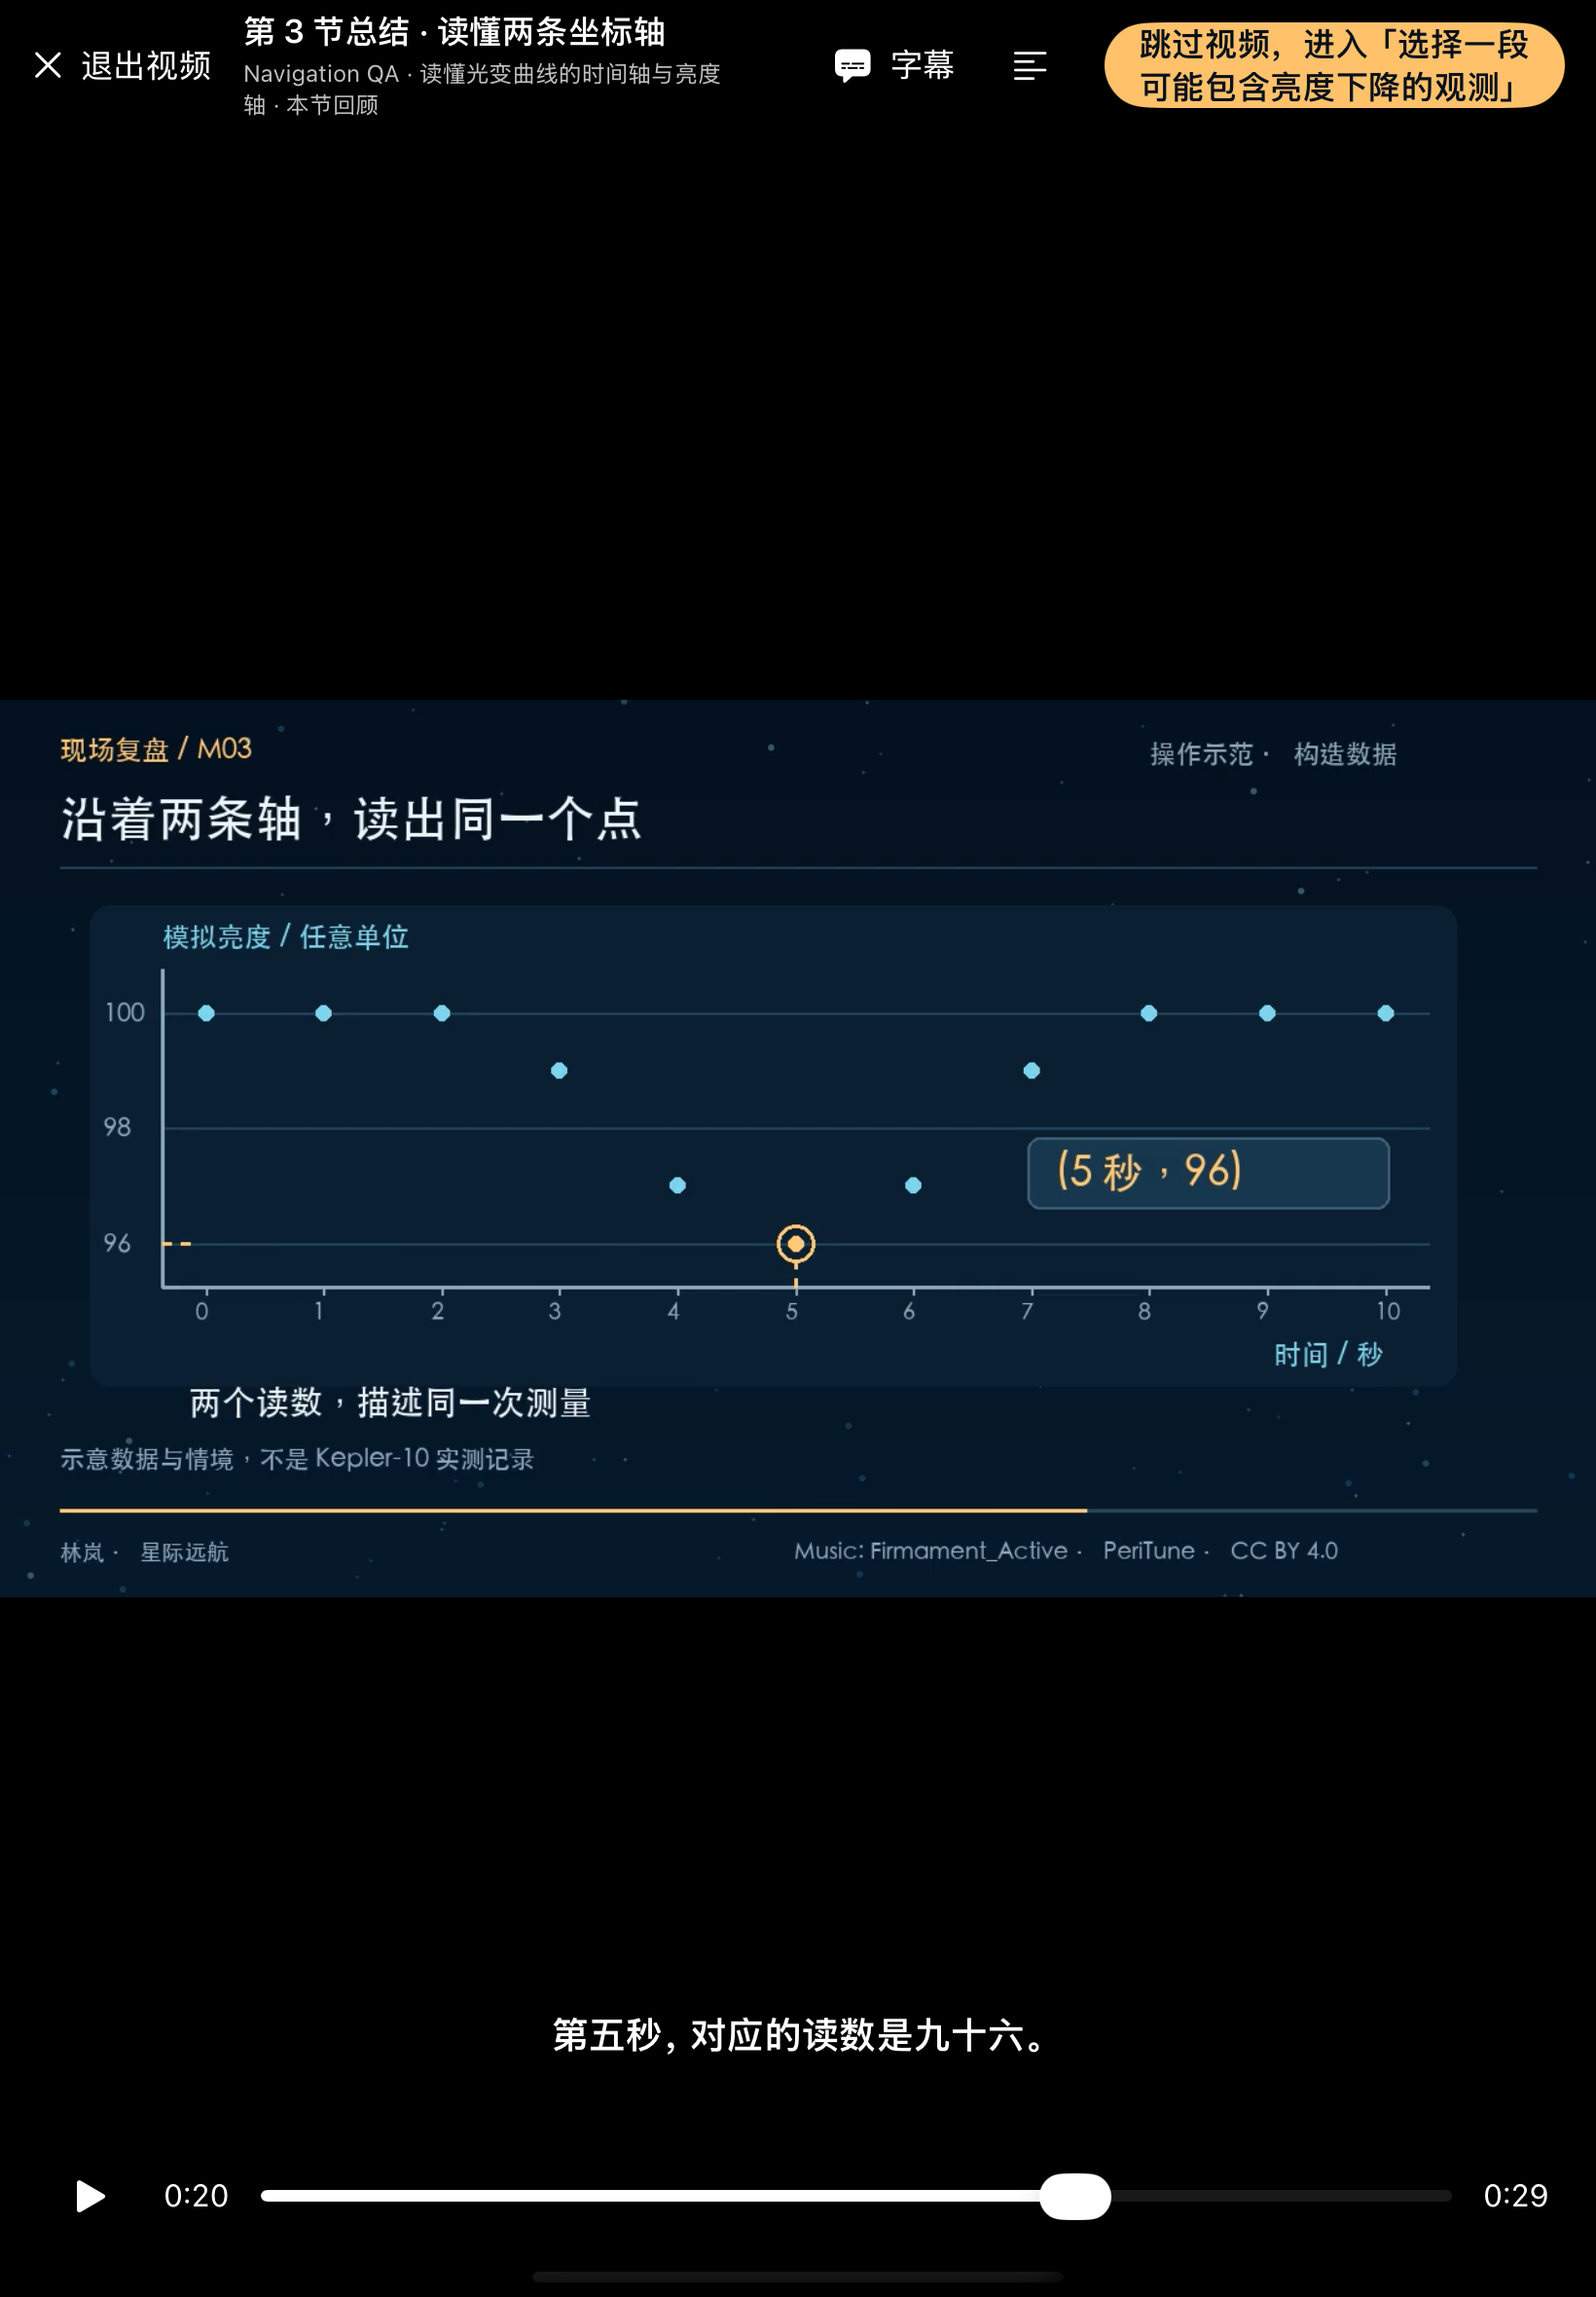 退出视频
第 3 节总结 · 读懂两条坐标轴
Navigation QA · 读懂光变曲线的时间轴与亮度
轴 · 本节回顾
字幕
跳过视频，进入「选择一段
可能包含亮度下降的观测」
现场复盘 / M03
操作示范 · 构造数据
沿着两条轴，读出同一个点
模拟亮度 / 任意单位
100
98
(5 秒，96)
96
0 1 2 3 4 5 6 7 8 9 10
时间 / 秒
两个读数，描述同一次测量
示意数据与情境，不是 Kepler-10 实测记录
林岚 · 星际远航
Music: Firmament_Active · PeriTune · CC BY 4.0
第五秒，对应的读数是九十六。
0:20
0:29